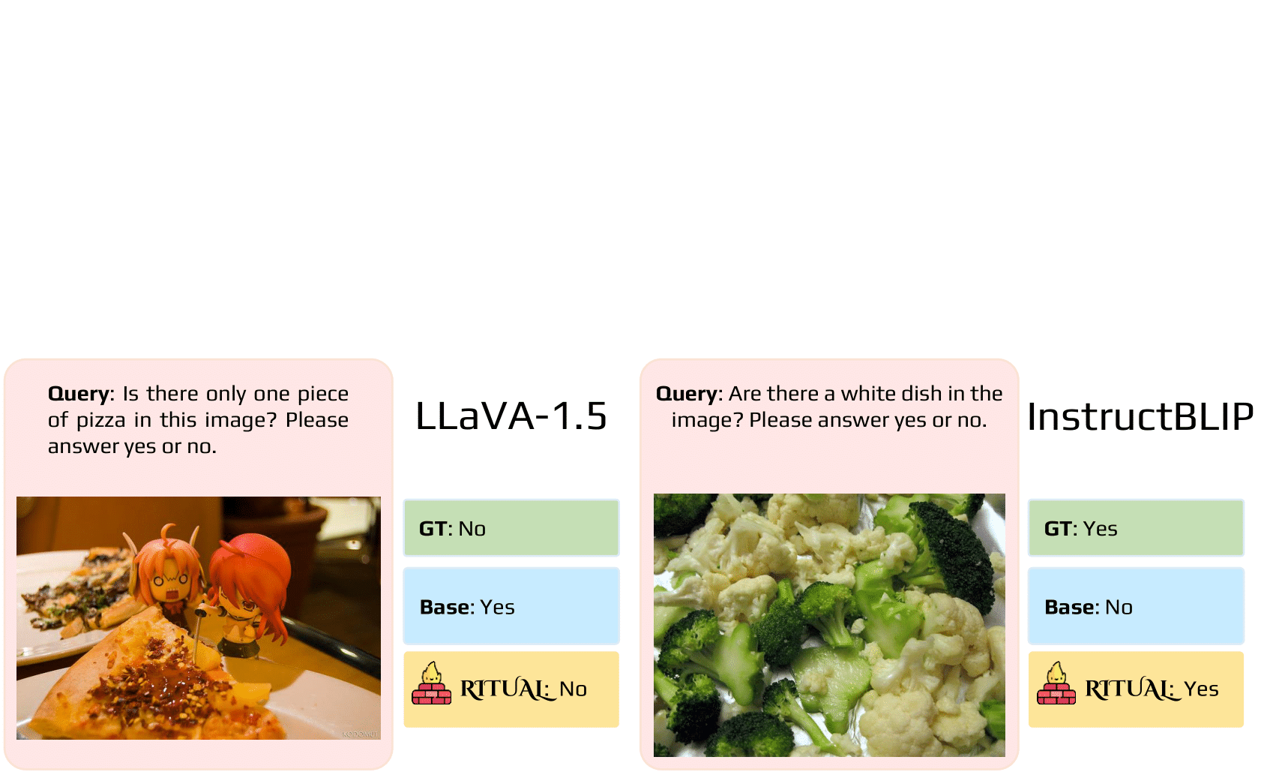 Query: Is there only one piece
of pizza in this image? Please
answer yes or no.
LLaVA-1.5
GT: No
Base: Yes
RITUAL: No
Query: Are there a white dish in the
image? Please answer yes or no.
InstructBLIP
GT: Yes
Base: No
RITUAL: Yes